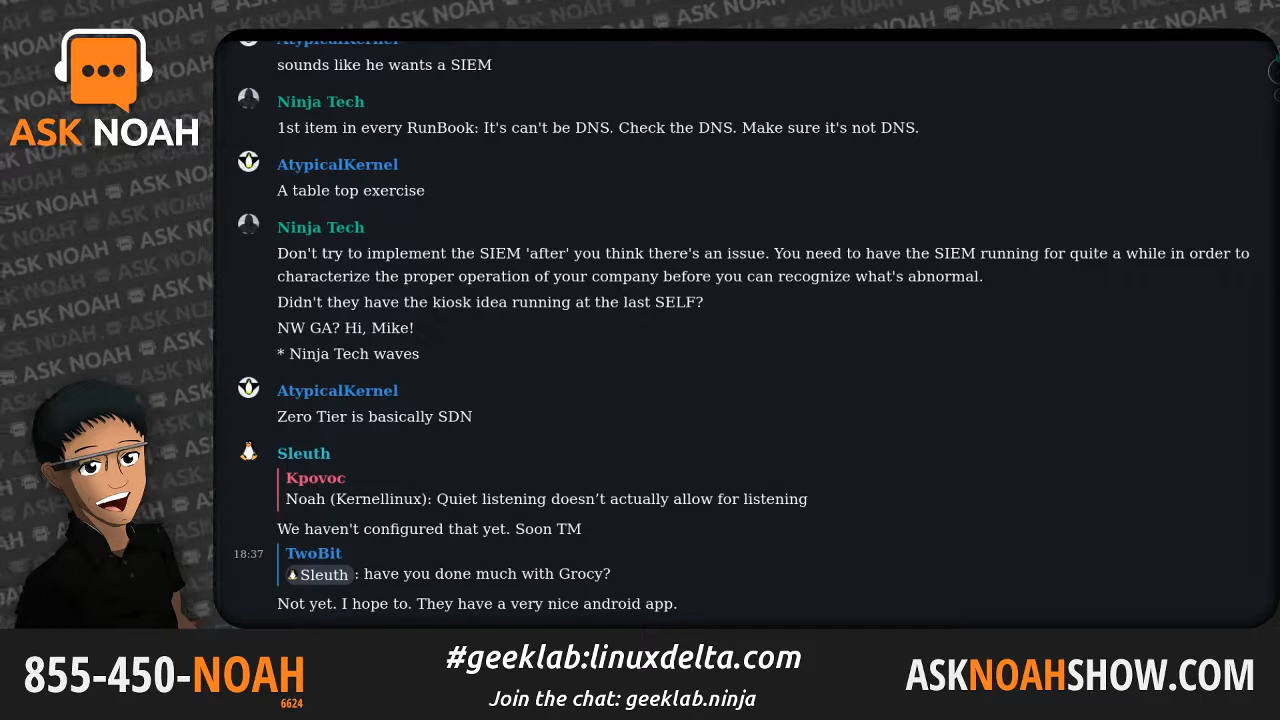 ASK NOAH
AtypicalKernel
sounds like he wants a SIEM
Ninja Tech
1st item in every RunBook: It's can't be DNS. Check the DNS. Make sure it's not DNS.
AtypicalKernel
A table top exercise
Ninja Tech
Don't try to implement the SIEM 'after' you think there's an issue. You need to have the SIEM running for quite a while in order to
characterize the proper operation of your company before you can recognize what's abnormal.
Didn't they have the kiosk idea running at the last SELF?
NW GA? Hi, Mike!
* Ninja Tech waves
AtypicalKernel
Zero Tier is basically SDN
Sleuth
Kpovoc
Noah (Kernellinux): Quiet listening doesn’t actually allow for listening
We haven't configured that yet. Soon TM
18:37 TwoBit
Sleuth : have you done much with Grocy?
Not yet. I hope to. They have a very nice android app.
855-450-NOAH
6624
#geeklab:linuxdelta.com
Join the chat: geeklab.ninja
ASKNOAHSHOW.COM